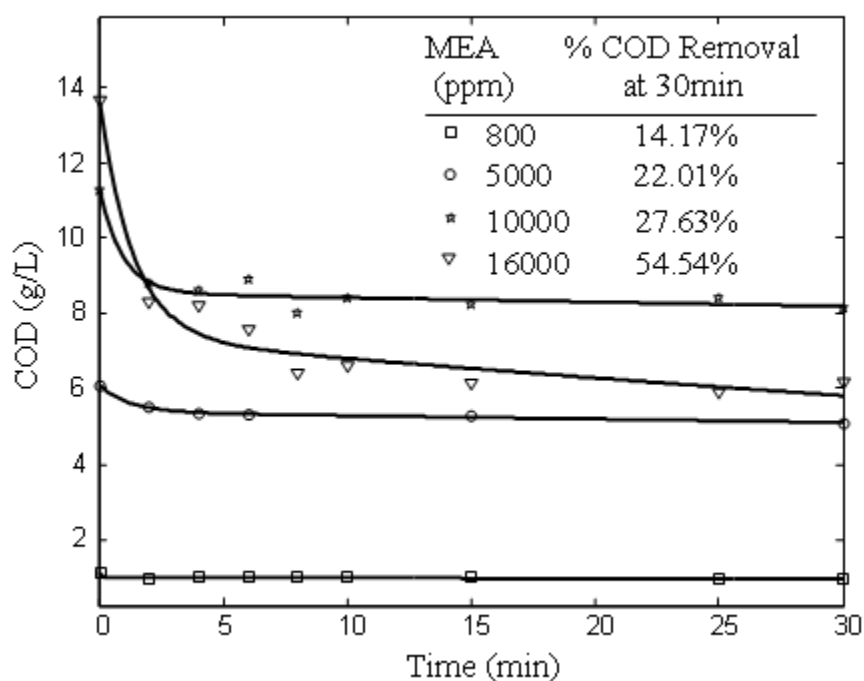 MEA % COD Removal
(ppm) at 30min
800 14.17%
5000 22.01%
10000 27.63%
16000 54.54%
COD (g/L)
14
12
10
8
6
4
2
0 5 10 15 20 25 30
Time (min)